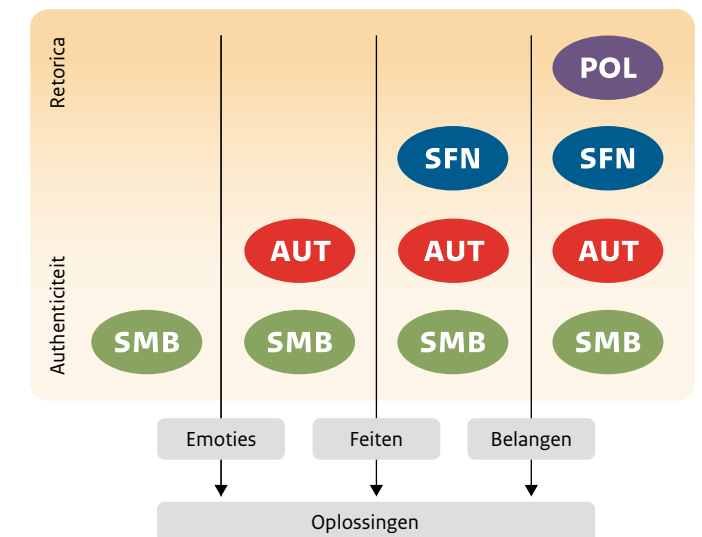 Retorica
POL
SFN SFN
AUT AUT AUT
Authenticiteit
SMB SMB SMB SMB
Emoties Feiten Belangen
Oplossingen